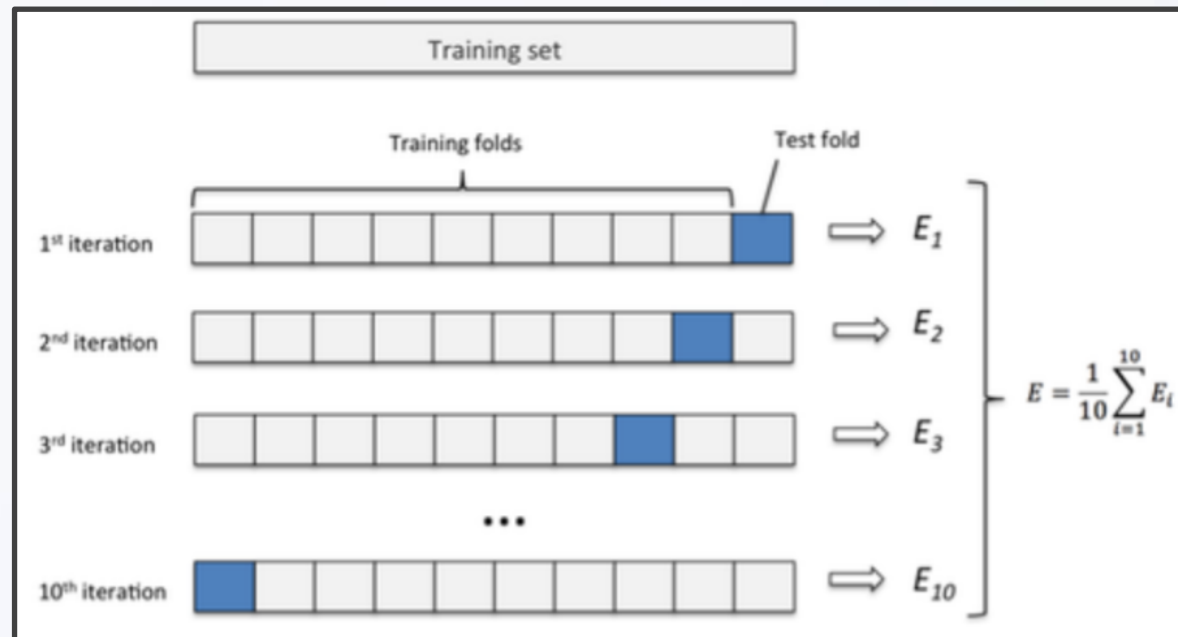 Training set
Training folds
Test fold
1st iteration
E1
2nd iteration
E2
E = 1/10 10∑i=1 Ei
3rd iteration
E3
...
10th iteration
E10